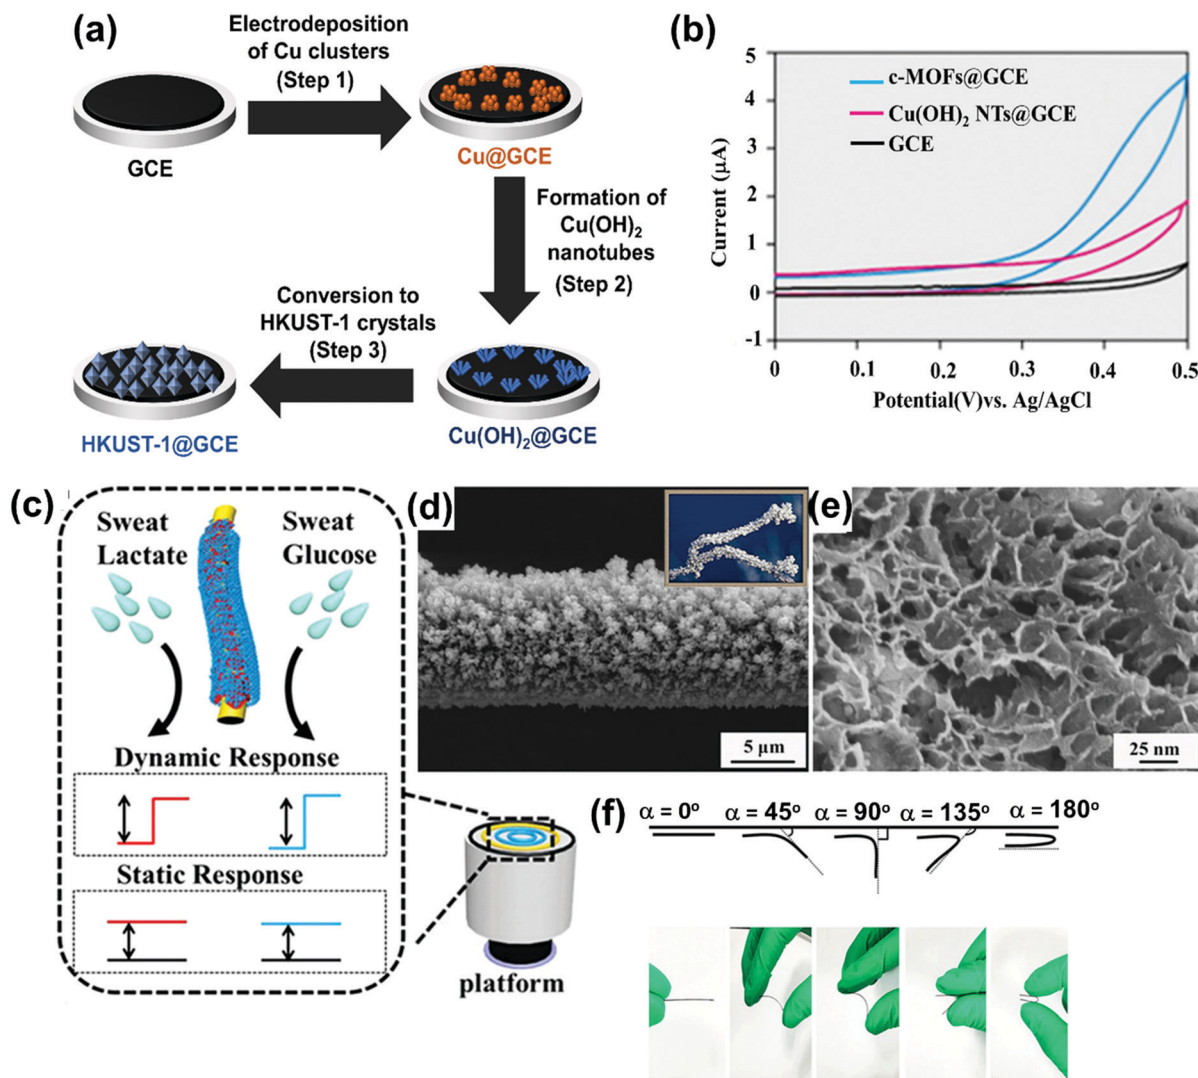 (a)
Electrodeposition
of Cu clusters
(Step 1)
GCE
Cu@GCE
Formation of
Cu(OH)₂
nanotubes
(Step 2)
Conversion to
HKUST-1 crystals
(Step 3)
HKUST-1@GCE
Cu(OH)₂@GCE
(b)
5
4
3
2
1
0
-1
Current (µA)
c-MOFs@GCE
Cu(OH)₂ NTs@GCE
GCE
0 0.1 0.2 0.3 0.4 0.5
Potential(V)vs. Ag/AgCl
(c)
Sweat
Lactate
Sweat
Glucose
Dynamic Response
Static Response
platform
(d)
5 µm
(e)
25 nm
(f)
α = 0° α = 45° α = 90° α = 135° α = 180°